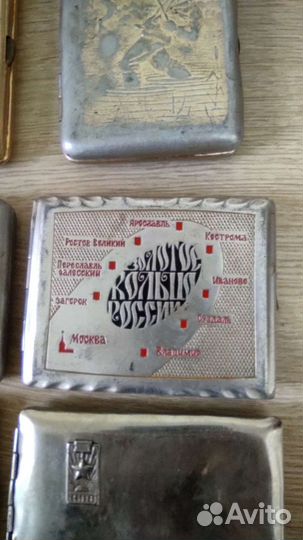 Ярославль
Ростов Великий
Кострома
Переславль
Залесский
Золотое
Кольцо
России
Иваново
Загорск
Суздаль
Москва
Владимир
Avito